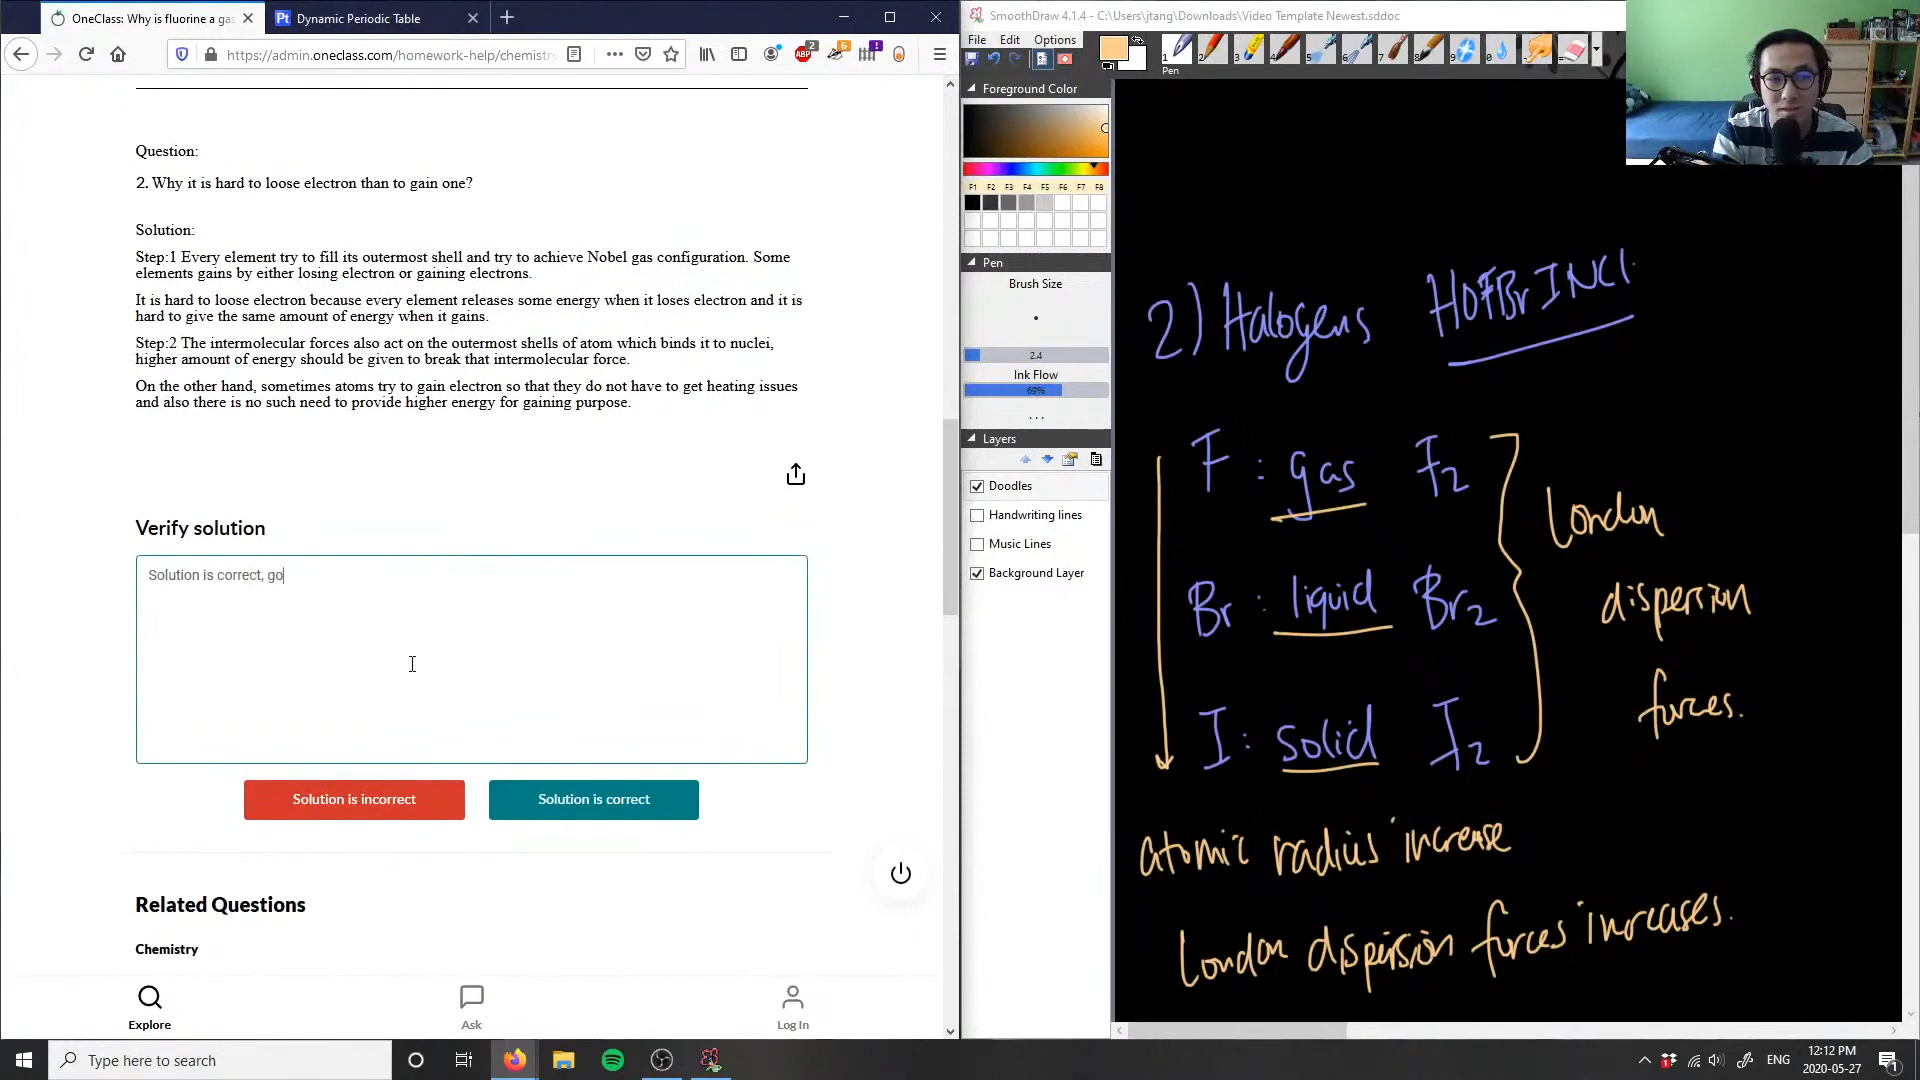 OneClass: Why is fluorine a ga
Dynamic Periodic Table
https://admin.oneclass.com/homework-help/chemistry
Question:
2. Why it is hard to loose electron than to gain one?
Solution:
Step:1 Every element try to fill its outermost shell and try to achieve Nobel gas configuration. Some
elements gains by either losing electron or gaining electrons.
It is hard to loose electron because every element releases some energy when it loses electron and it is
hard to give the same amount of energy when it gains.
Step:2 The intermolecular forces also act on the outermost shells of atom which binds it to nuclei,
higher amount of energy should be given to break that intermolecular force.
On the other hand, sometimes atoms try to gain electron so that they do not have to get heating issues
and also there is no such need to provide higher energy for gaining purpose.
Verify solution
Solution is correct, go
Solution is incorrect
Solution is correct
Related Questions
Chemistry
Explore
Ask
Log In
SmoothDraw 4.1.4 - C:\Users\jtang\Downloads\Video Template Newest.sddoc
File Edit Options
Pen
Foreground Color
F1 F2 F3 F4 F5 F6 F7 F8
Pen
Brush Size
2.4
Ink Flow
69%
...
Layers
Doodles
Handwriting lines
Music Lines
Background Layer
2) Halogens HOFBrINCl
F : gas F2
Br : liquid Br2
I : solid I2
London
dispersion
forces.
atomic radius increase
London dispersion forces increases.
Type here to search
ENG
12:12 PM
2020-05-27